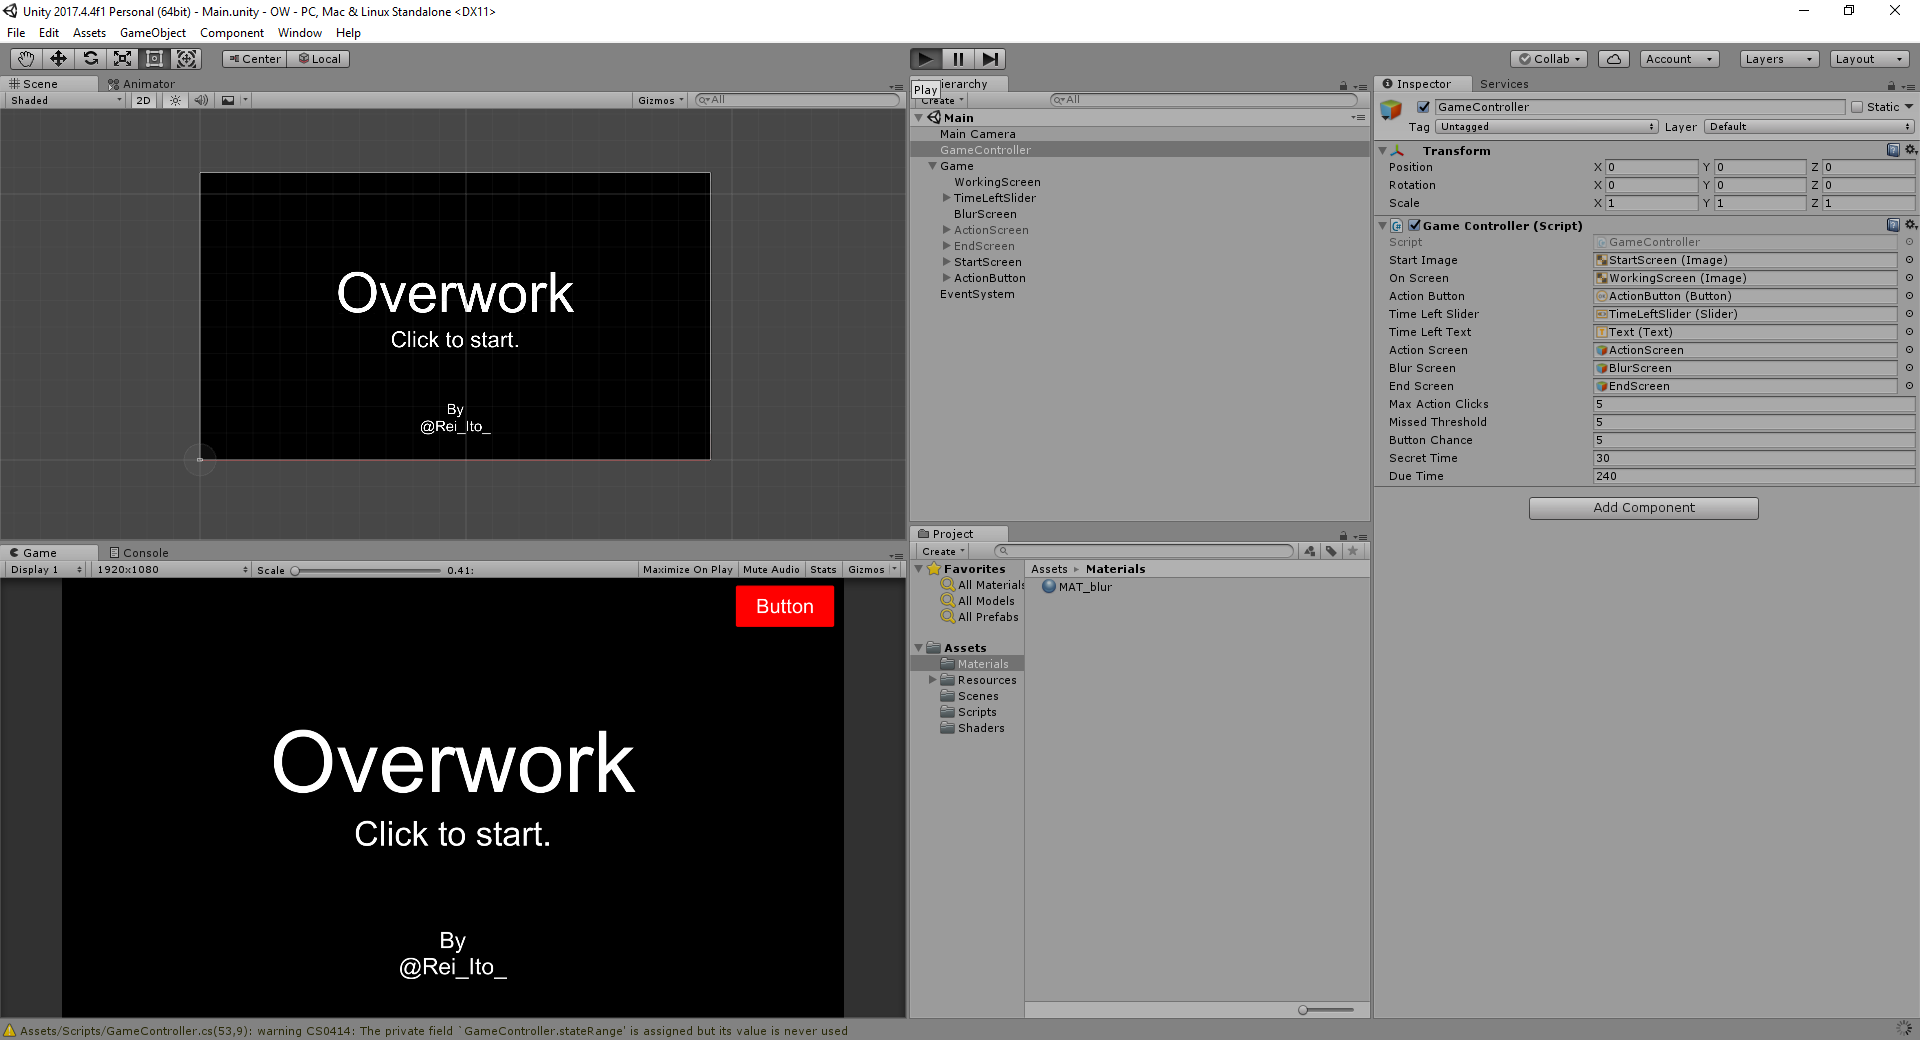 Unity 2017.4.4f1 Personal (64bit) - Main.unity - OW - PC, Mac & Linux Standalone <DX11>
File Edit Assets GameObject Component Window Help
Center Local
Collab Account Layers Layout
Scene Animator
Shaded 2D Gizmos All
Overwork
Click to start.
By
@Rei_Ito_
Game Console
Display 1 1920x1080 Scale 0.41: Maximize On Play Mute Audio Stats Gizmos
Button
Overwork
Click to start.
By
@Rei_Ito_
Play
ierarchy
Create All
Main
Main Camera
GameController
Game
WorkingScreen
TimeLeftSlider
BlurScreen
ActionScreen
EndScreen
StartScreen
ActionButton
EventSystem
Project
Create
Favorites
All Materials
All Models
All Prefabs
Assets
Materials
Resources
Scenes
Scripts
Shaders
Assets Materials
MAT_blur
Inspector Services
GameController Static
Tag Untagged Layer Default
Transform
Position X 0 Y 0 Z 0
Rotation X 0 Y 0 Z 0
Scale X 1 Y 1 Z 1
Game Controller (Script)
Script GameController
Start Image StartScreen (Image)
On Screen WorkingScreen (Image)
Action Button ActionButton (Button)
Time Left Slider TimeLeftSlider (Slider)
Time Left Text Text (Text)
Action Screen ActionScreen
Blur Screen BlurScreen
End Screen EndScreen
Max Action Clicks 5
Missed Threshold 5
Button Chance 5
Secret Time 30
Due Time 240
Add Component
Assets/Scripts/GameController.cs(53,9): warning CS0414: The private field `GameController.stateRange' is assigned but its value is never used